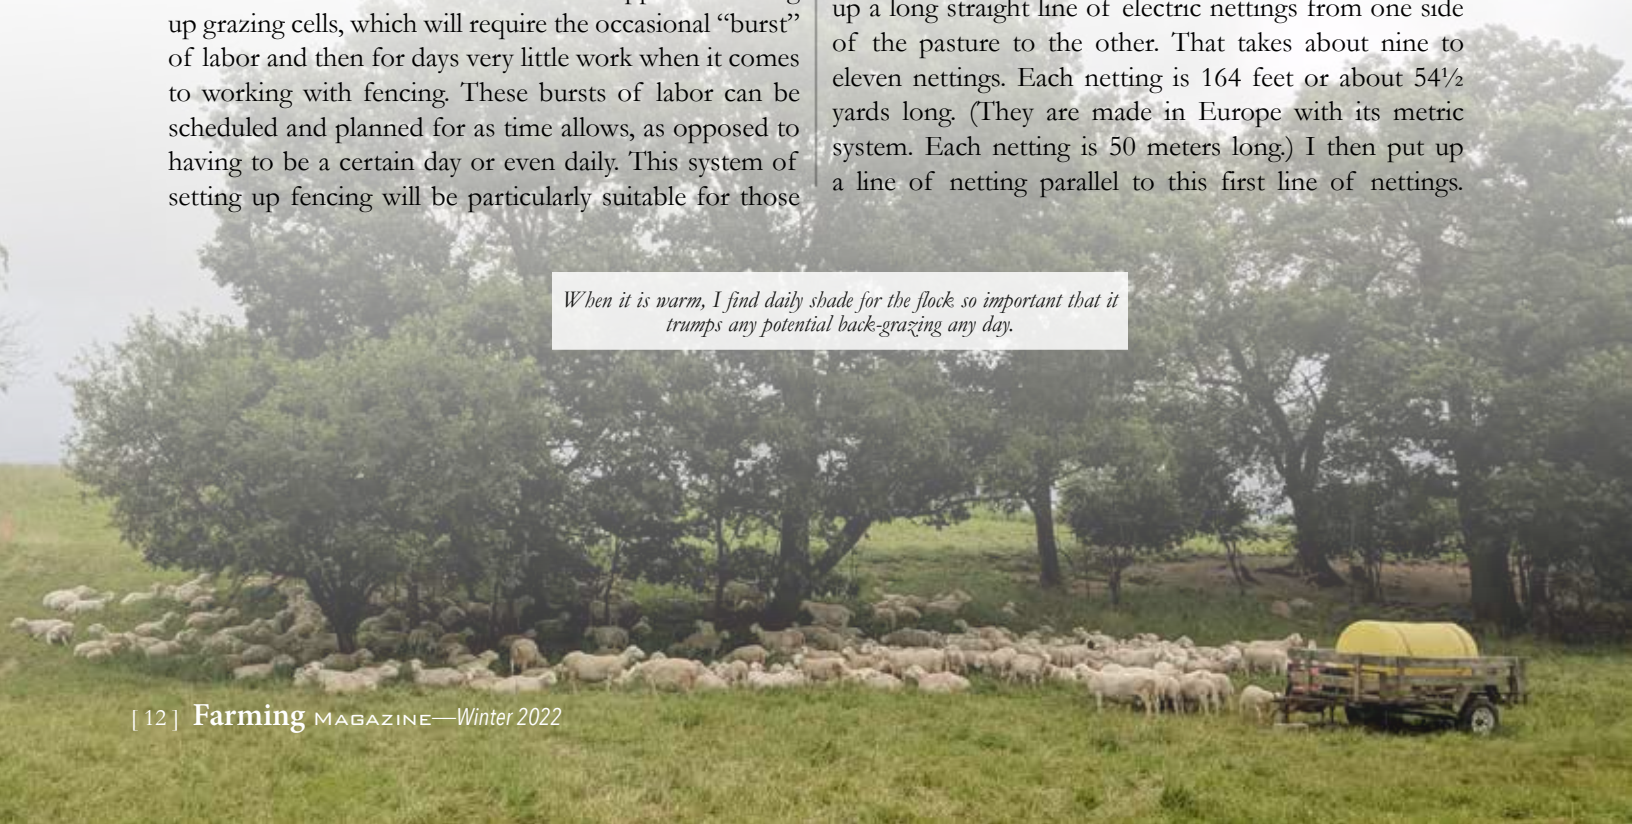 up grazing cells, which will require the occasional “burst”
of labor and then for days very little work when it comes
to working with fencing. These bursts of labor can be
scheduled and planned for as time allows, as opposed to
having to be a certain day or even daily. This system of
setting up fencing will be particularly suitable for those
up a long straight line of electric nettings from one side
of the pasture to the other. That takes about nine to
eleven nettings. Each netting is 164 feet or about 54½
yards long. (They are made in Europe with its metric
system. Each netting is 50 meters long.) I then put up
a line of netting parallel to this first line of nettings.
When it is warm, I find daily shade for the flock so important that it
trumps any potential back-grazing any day.
[ 12 ] Farming MAGAZINE—Winter 2022